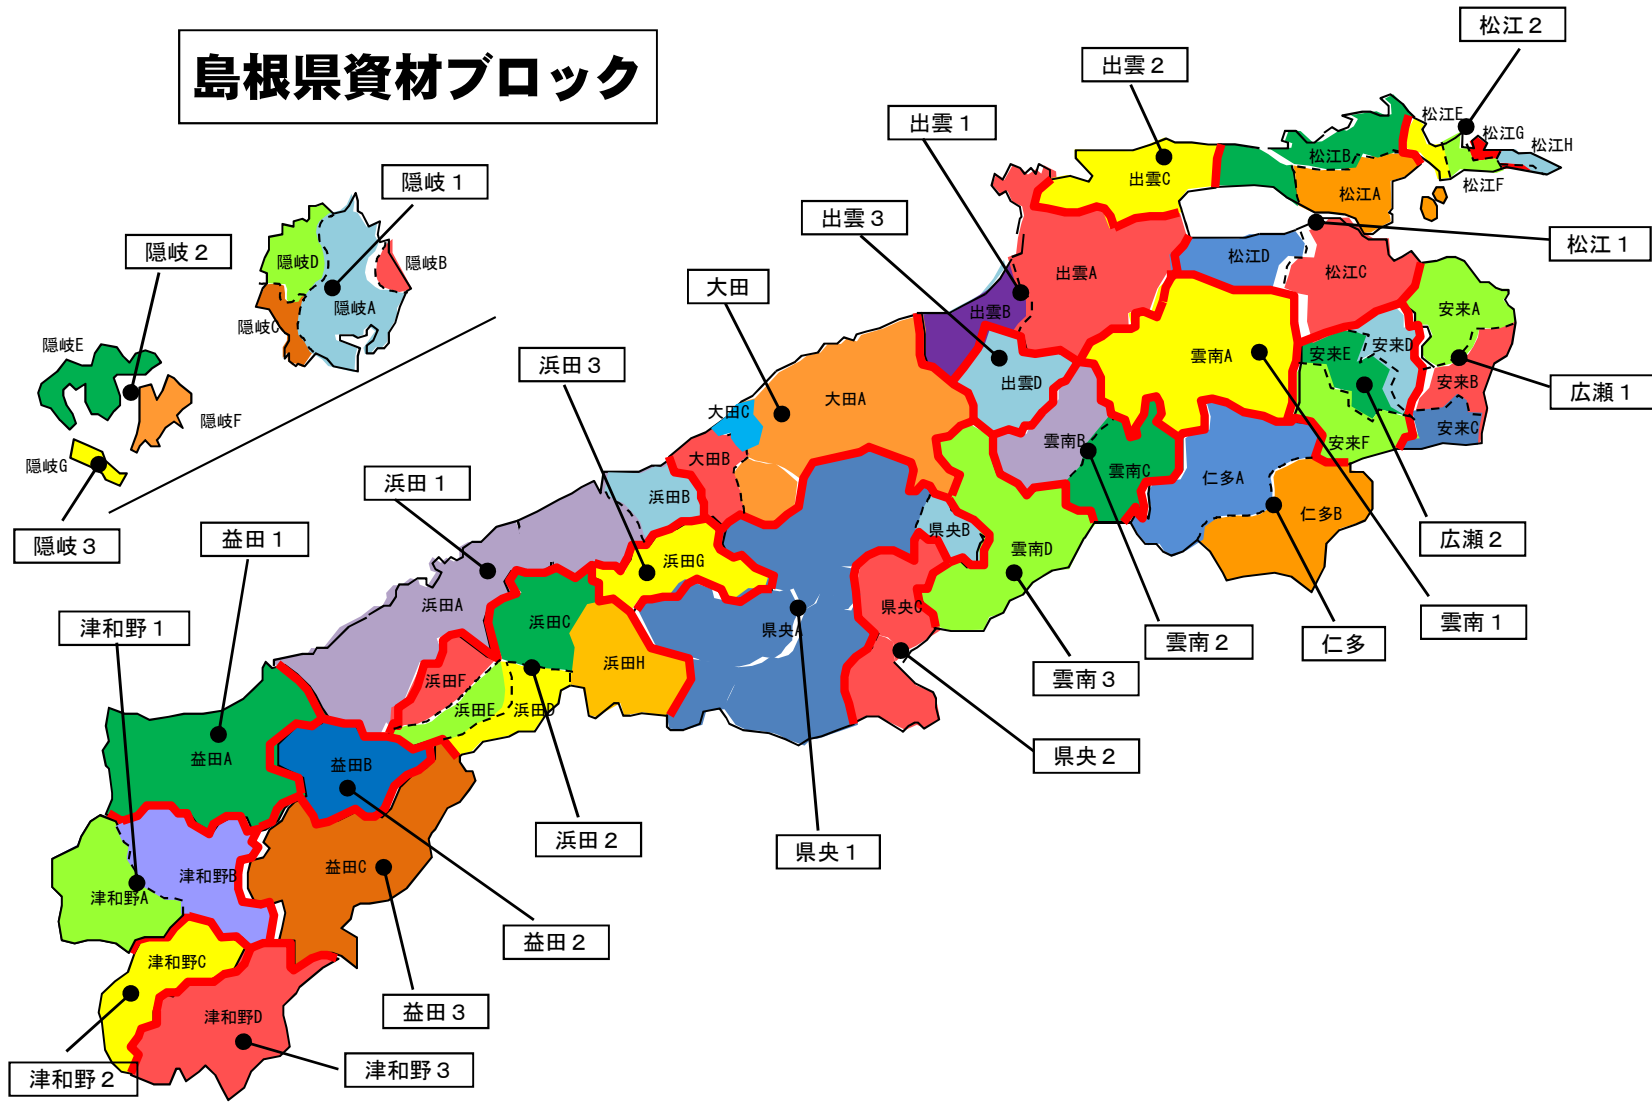 島根県資材ブロック
松江２
出雲２
出雲１
松江E
松江G
松江H
松江B
松江F
出雲C
松江A
隠岐１
出雲３
隠岐２
松江１
隠岐D
隠岐B
隠岐A
隠岐C
出雲A
松江D
松江C
大田
出雲B
安来A
隠岐E
浜田３
雲南A
安来E
安来D
出雲D
安来B
広瀬１
大田A
大田C
隠岐F
雲南B
安来C
安来F
隠岐G
大田B
雲南C
仁多A
浜田１
浜田B
仁多B
県央B
隠岐３
益田１
浜田G
雲南D
広瀬２
浜田A
県央C
津和野１
浜田C
県央A
雲南１
雲南２
仁多
浜田H
浜田F
雲南３
浜田E
浜田D
益田A
益田B
県央２
浜田２
県央１
益田C
津和野B
津和野A
益田２
津和野C
益田３
津和野D
津和野２
津和野３